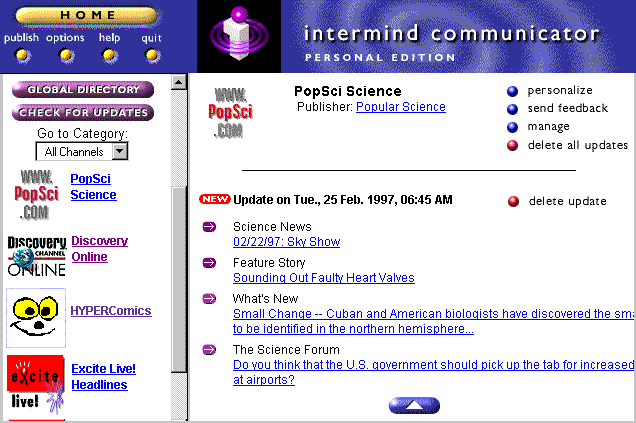 HOME
publish options help quit
intermind communicator
PERSONAL EDITION
GLOBAL DIRECTORY
CHECK FOR UPDATES
Go to Category:
All Channels
WWW.
PopSci
.COM
PopSci
Science
Discovery
CHANNEL
ONLINE
Discovery
Online
HYPERComics
excite
live!
Excite Live!
Headlines
WWW.
PopSci
.COM
PopSci Science
Publisher: Popular Science
personalize
send feedback
manage
delete all updates
NEW Update on Tue., 25 Feb. 1997, 06:45 AM
delete update
Science News
02/22/97: Sky Show
Feature Story
Sounding Out Faulty Heart Valves
What's New
Small Change -- Cuban and American biologists have discovered the sma
to be identified in the northern hemisphere...
The Science Forum
Do you think that the U.S. government should pick up the tab for increased
at airports?